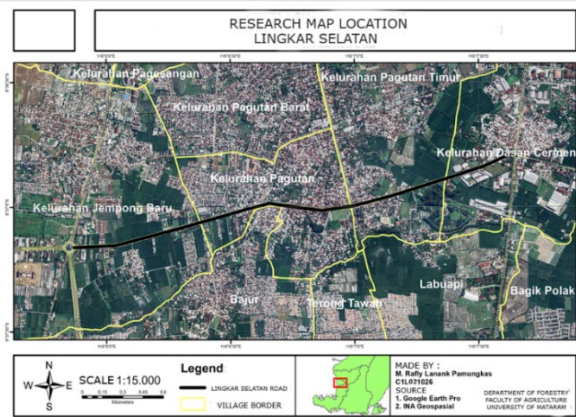 RESEARCH MAP LOCATION
LINGKAR SELATAN
Kelurahan Pagesangan
Kelurahan Pagutan Timur
Kelurahan Pagutan Barat
Kelurahan Dasan Cermen
Kelurahan Pagutan
Kelurahan Jempong Baru
Labuapi
Bagik Polak
Bajur
Terong Tawah
N
W E
S
SCALE 1:15.000
Kilometers
Legend
LINGKAR SELATAN ROAD
VILLAGE BORDER
MADE BY :
M. Rafly Lanank Pamungkas
C1L021026
SOURCE
1. Google Earth Pro
2. INA Geospasial
DEPARTMENT OF FORESTRY
FACULTY OF AGRICULTURE
UNIVERSITY OF MATARAM